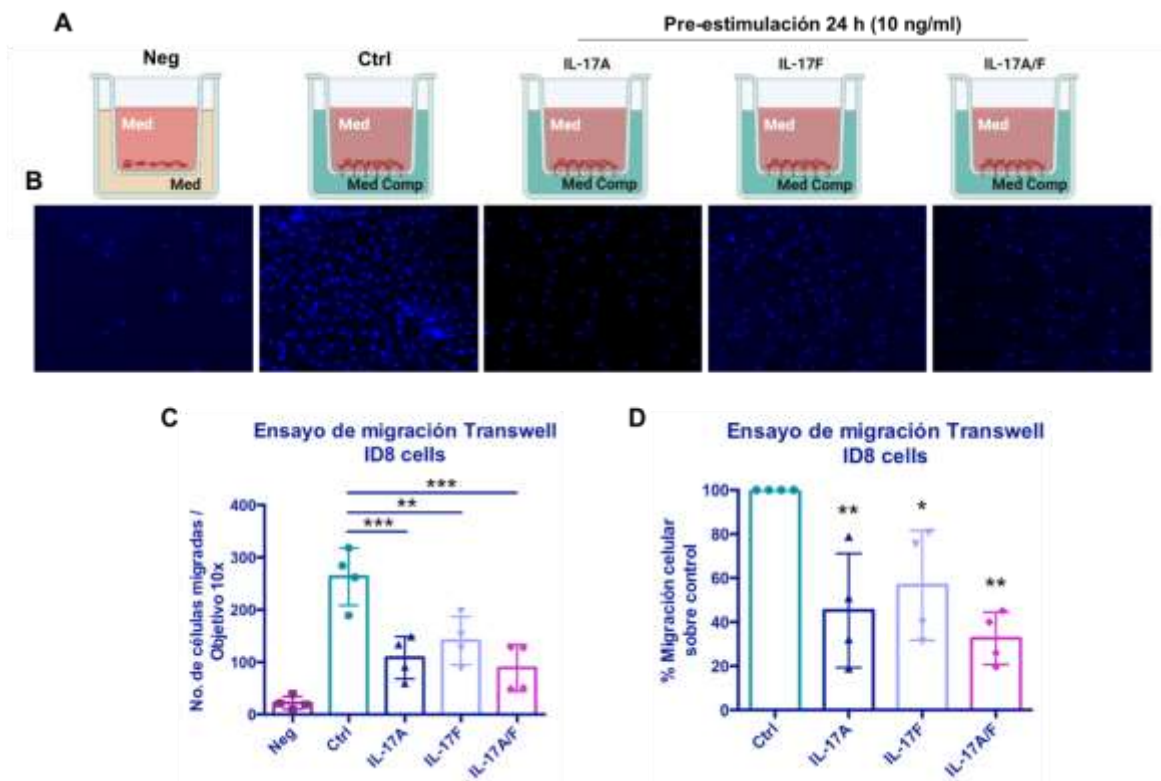 A
Pre-estimulación 24 h (10 ng/ml)
Neg
Ctrl
IL-17A
IL-17F
IL-17A/F
Med
Med
Med
Med
Med
Med
Med Comp
Med Comp
Med Comp
Med Comp
B
C
Ensayo de migración Transwell
ID8 cells
No. de células migradas /
Objetivo 10x
400
300
200
100
0
***
**
***
Neg
Ctrl
IL-17A
IL-17F
IL-17A/F
D
Ensayo de migración Transwell
ID8 cells
% Migración celular
sobre control
100
80
60
40
20
0
**
*
**
Ctrl
IL-17A
IL-17F
IL-17A/F